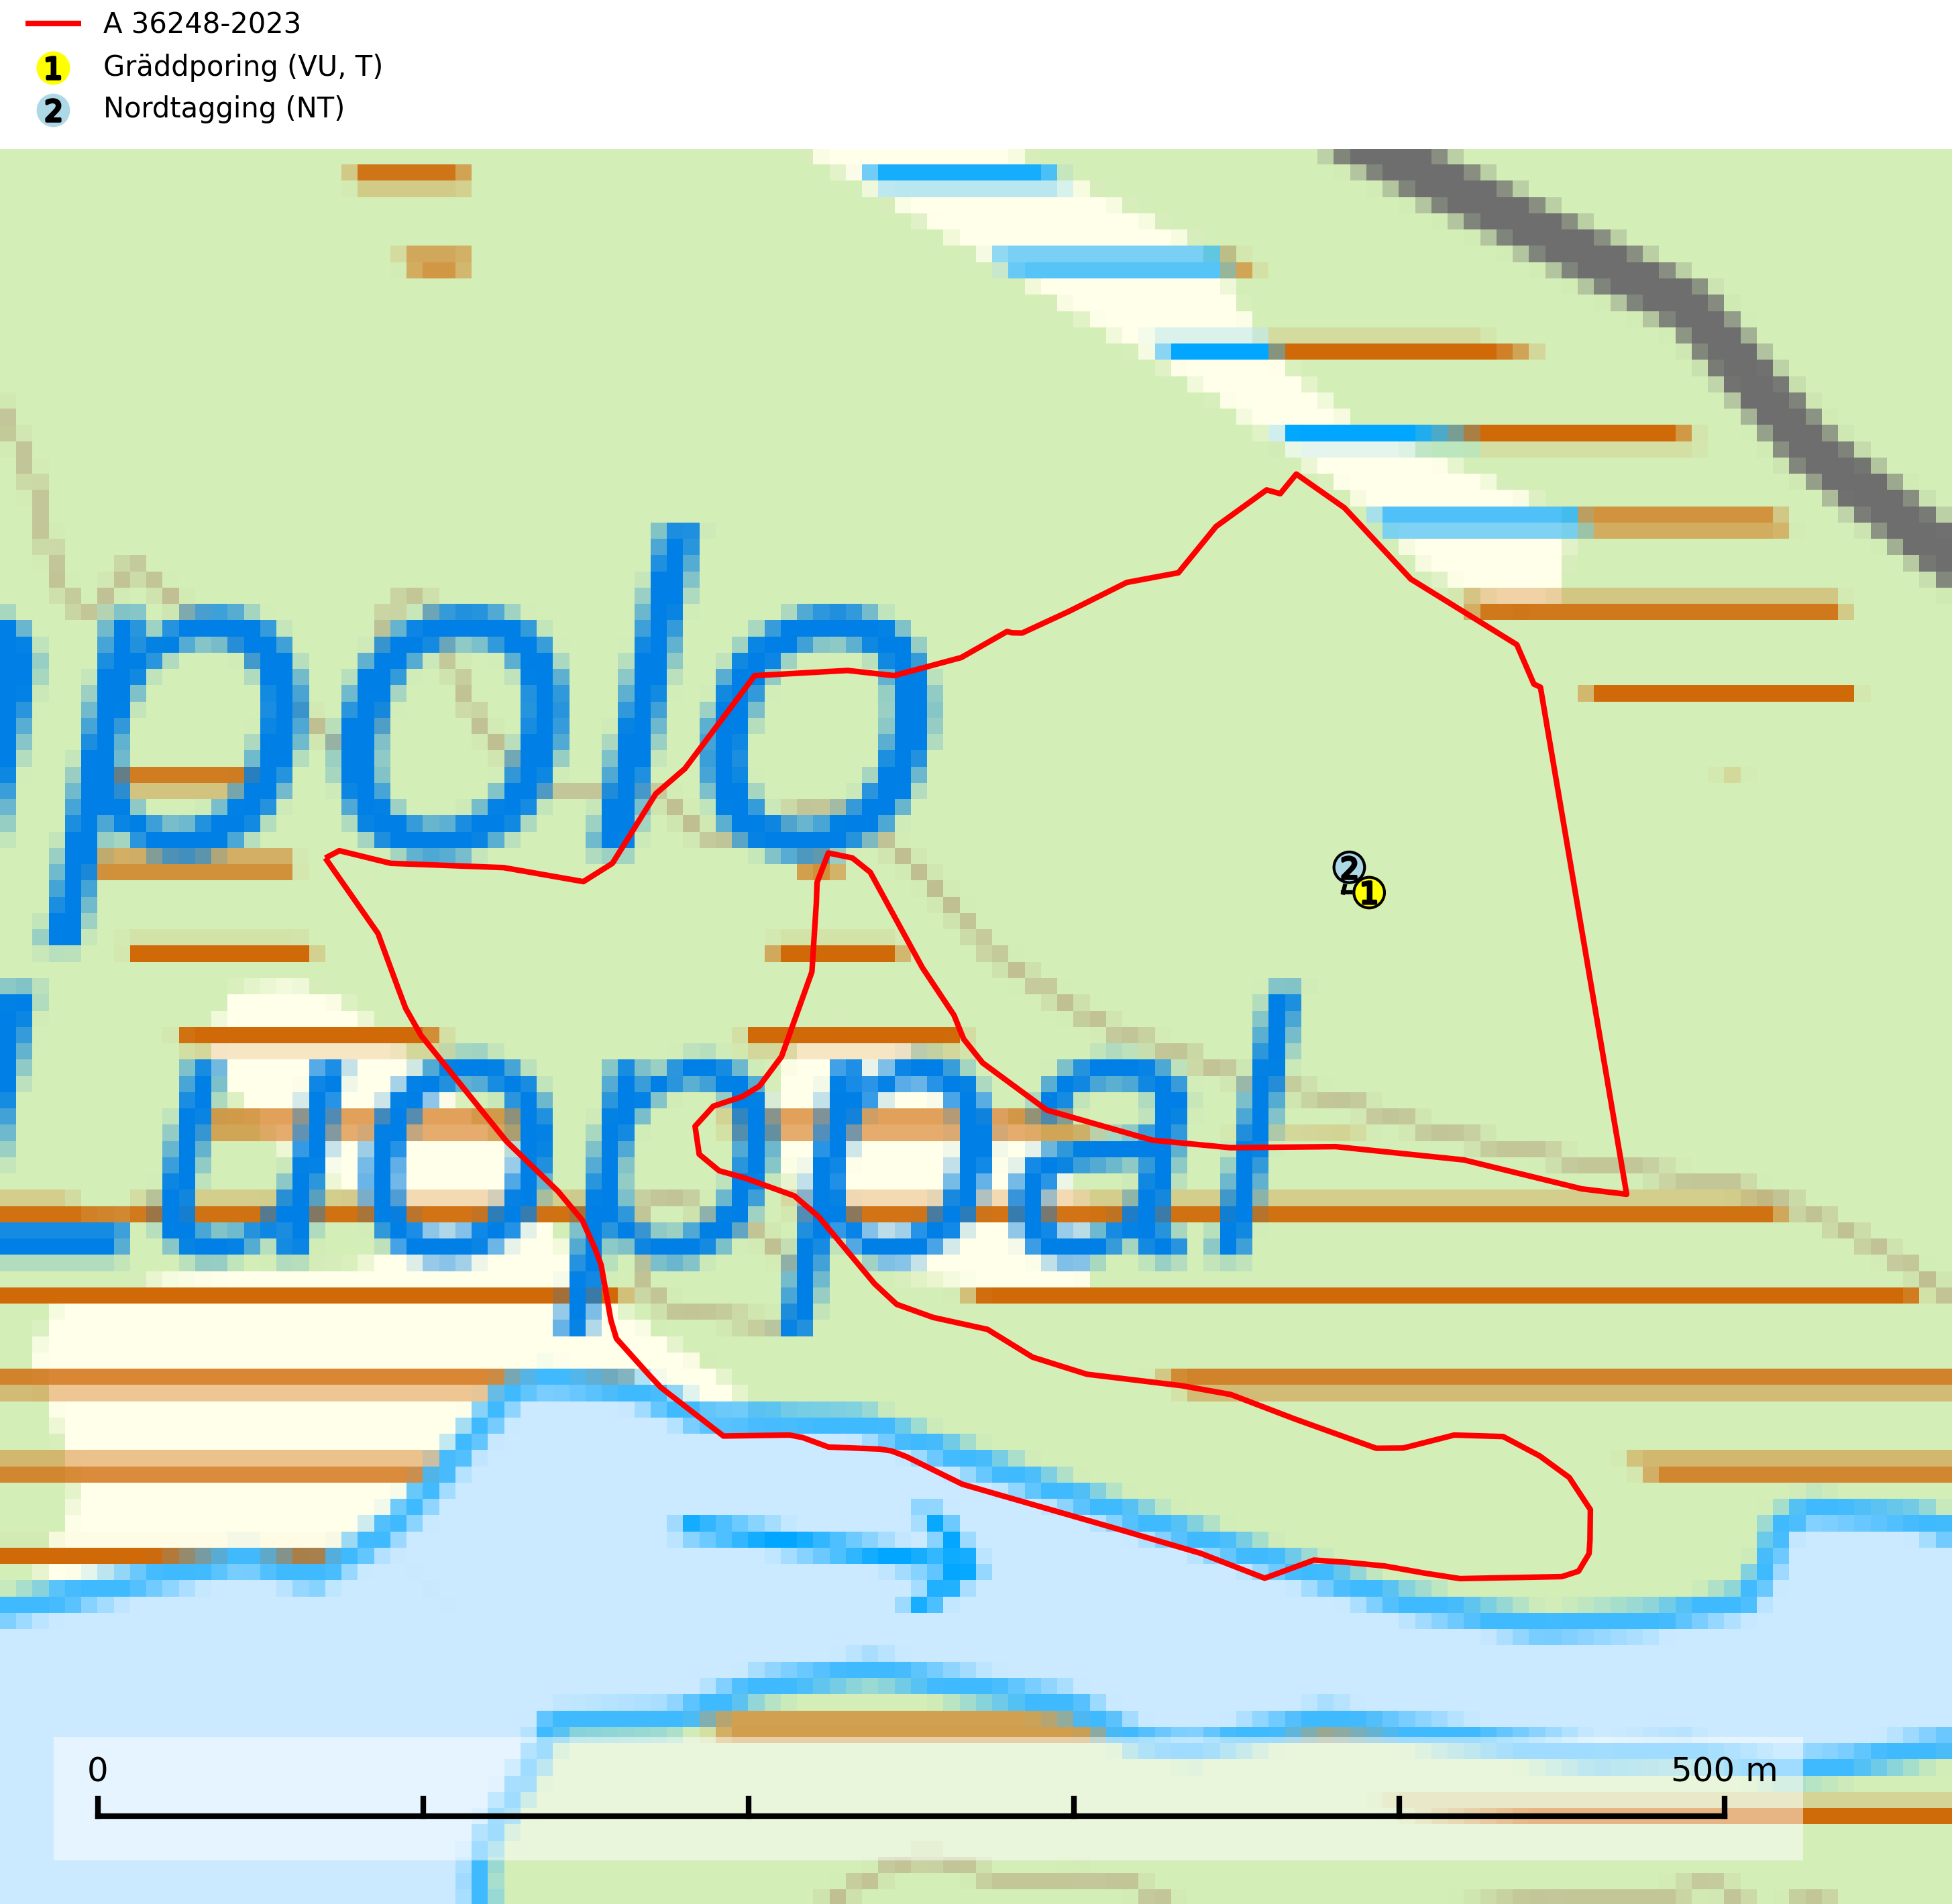 A 36248-2023
1 Gräddporing (VU, T)
2 Nordtagging (NT)
2
1
0
500 m